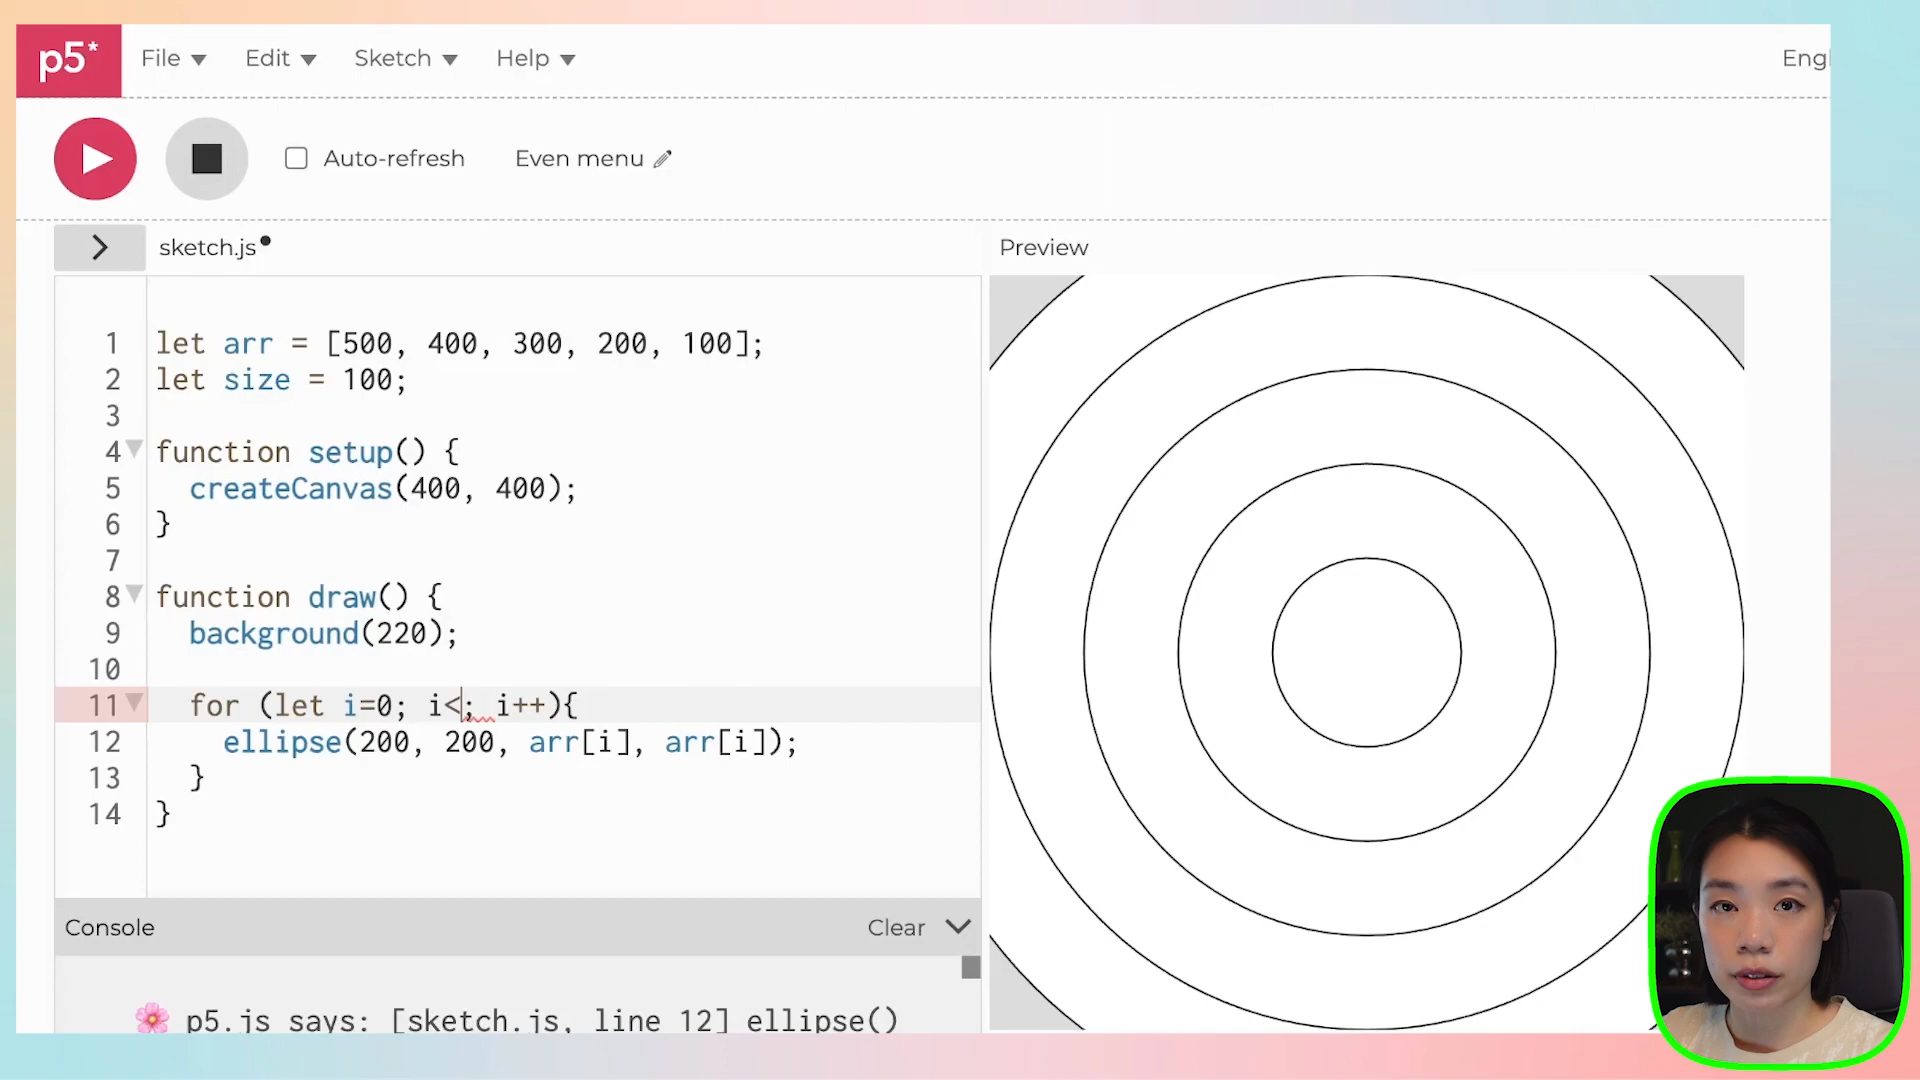 p5* File Edit Sketch Help Engl
Auto-refresh Even menu
sketch.js Preview
1 let arr = [500, 400, 300, 200, 100];
2 let size = 100;
3
4 function setup() {
5 createCanvas(400, 400);
6 }
7
8 function draw() {
9 background(220);
10
11 for (let i=0; i<; i++){
12 ellipse(200, 200, arr[i], arr[i]);
13 }
14 }
Console Clear
🌸 p5.js says: [sketch.js, line 12] ellipse()